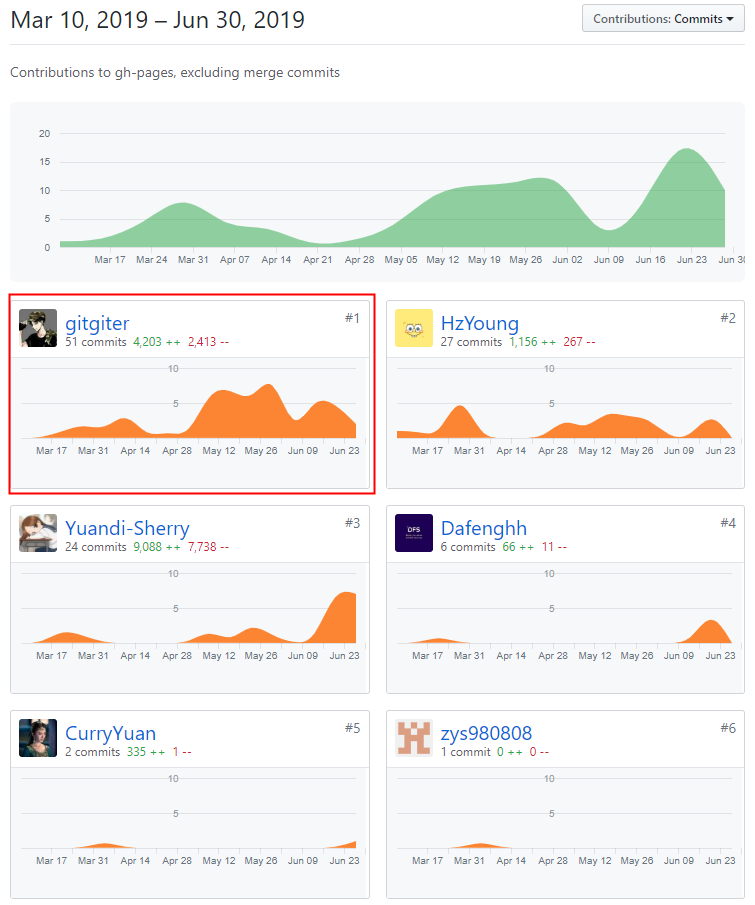 Mar 10, 2019 – Jun 30, 2019
Contributions: Commits
Contributions to gh-pages, excluding merge commits
20
15
10
5
0
Mar 17 Mar 24 Mar 31 Apr 07 Apr 14 Apr 21 Apr 28 May 05 May 12 May 19 May 26 Jun 02 Jun 09 Jun 16 Jun 23 Jun 30
gitgiter #1
51 commits 4,203 ++ 2,413 --
10
5
Mar 17 Mar 31 Apr 14 Apr 28 May 12 May 26 Jun 09 Jun 23
HzYoung #2
27 commits 1,156 ++ 267 --
10
5
Mar 17 Mar 31 Apr 14 Apr 28 May 12 May 26 Jun 09 Jun 23
Yuandi-Sherry #3
24 commits 9,088 ++ 7,738 --
10
5
Mar 17 Mar 31 Apr 14 Apr 28 May 12 May 26 Jun 09 Jun 23
DFS
Dafenghh #4
6 commits 66 ++ 11 --
10
5
Mar 17 Mar 31 Apr 14 Apr 28 May 12 May 26 Jun 09 Jun 23
CurryYuan #5
2 commits 335 ++ 1 --
10
5
Mar 17 Mar 31 Apr 14 Apr 28 May 12 May 26 Jun 09 Jun 23
zys980808 #6
1 commit 0 ++ 0 --
10
5
Mar 17 Mar 31 Apr 14 Apr 28 May 12 May 26 Jun 09 Jun 23